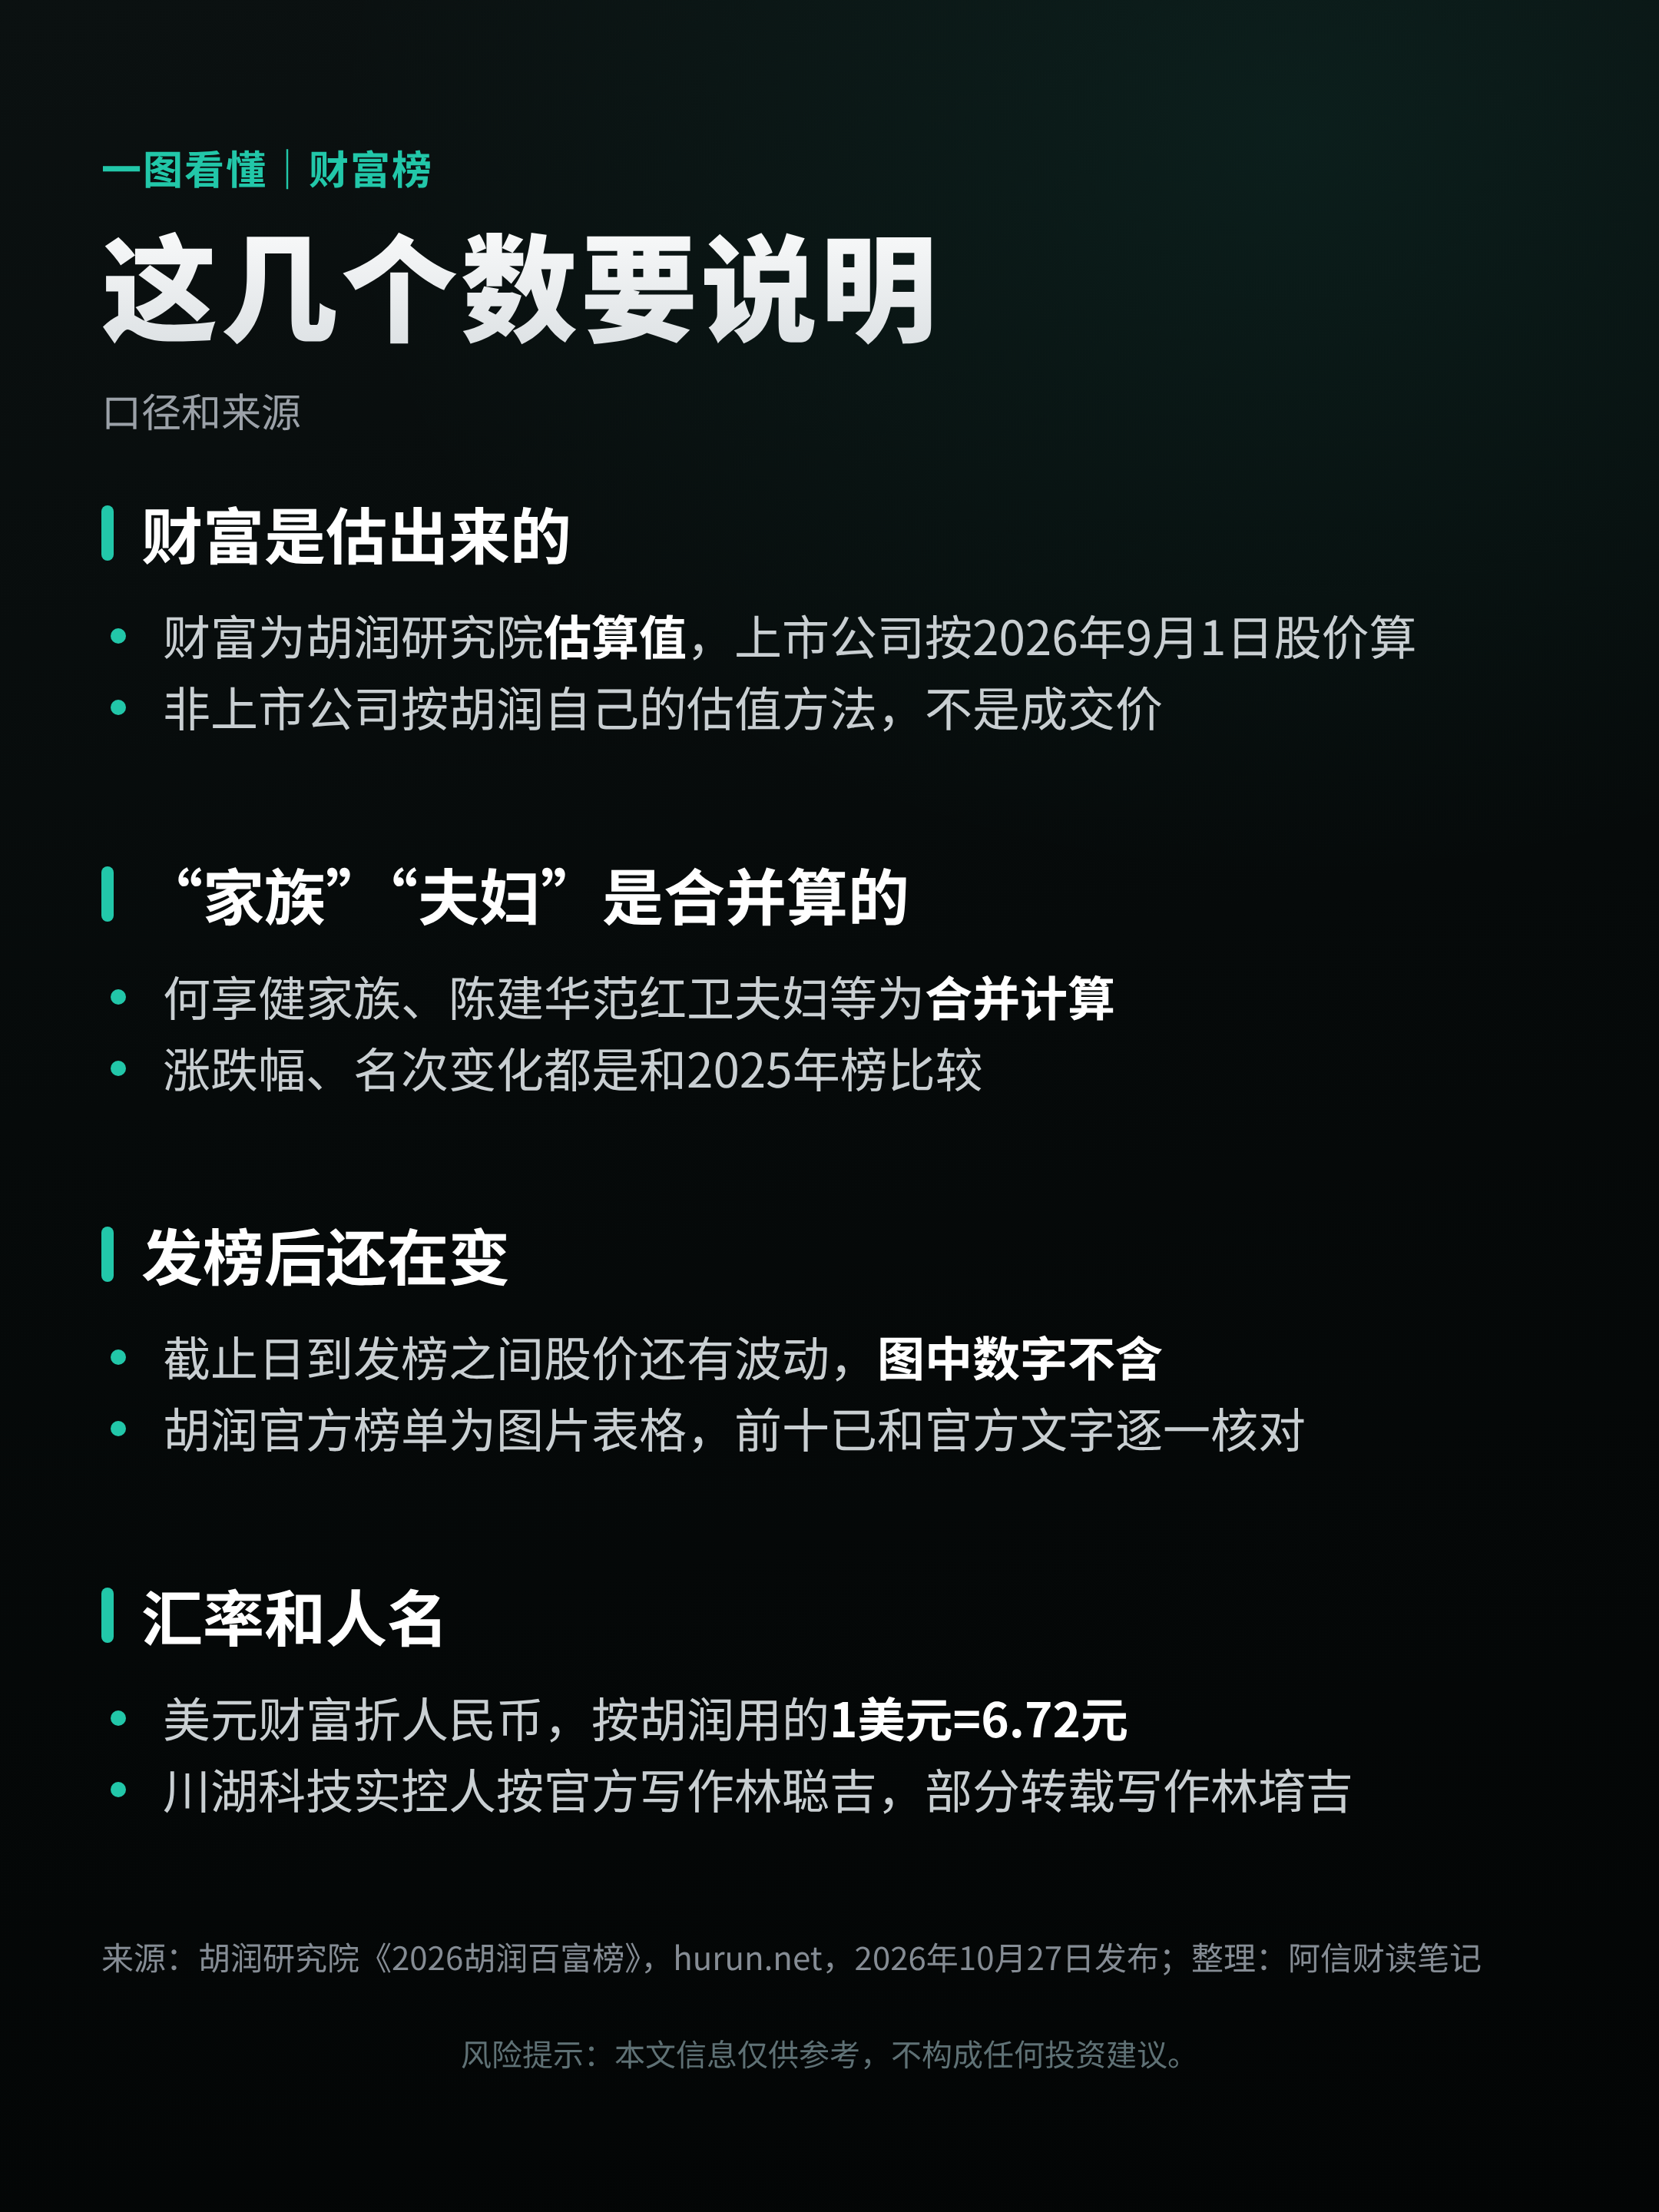 一图看懂｜财富榜
这几个数要说明
口径和来源
财富是估出来的
财富为胡润研究院估算值，上市公司按2026年9月1日股价算
非上市公司按胡润自己的估值方法，不是成交价
“家族”“夫妇”是合并算的
何享健家族、陈建华范红卫夫妇等为合并计算
涨跌幅、名次变化都是和2025年榜比较
发榜后还在变
截止日到发榜之间股价还有波动，图中数字不含
胡润官方榜单为图片表格，前十已和官方文字逐一核对
汇率和人名
美元财富折人民币，按胡润用的1美元=6.72元
川湖科技实控人按官方写作林聪吉，部分转载写作林堉吉
来源：胡润研究院《2026胡润百富榜》，hurun.net，2026年10月27日发布；整理：阿信财读笔记
风险提示：本文信息仅供参考，不构成任何投资建议。